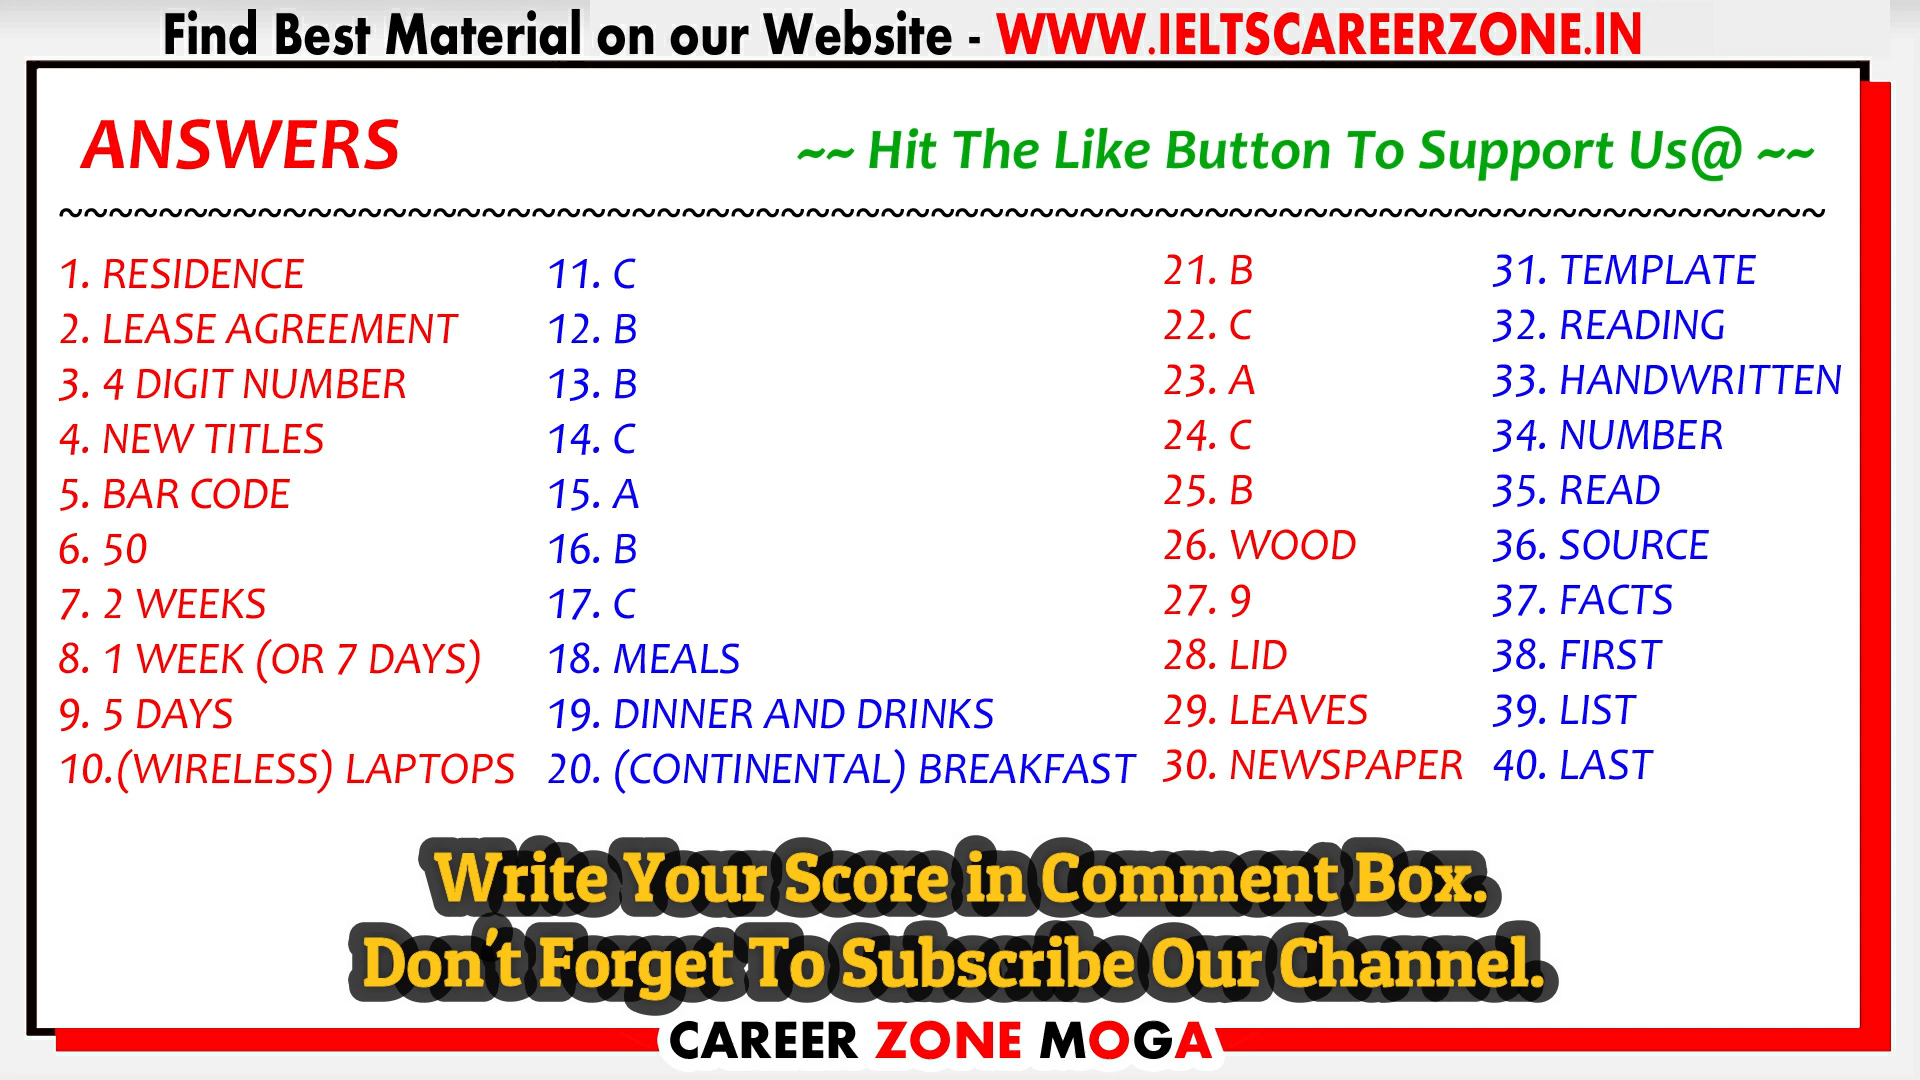 Find Best Material on our Website - WWW.IELTSCAREERZONE.IN
ANSWERS
~~ Hit The Like Button To Support Us@ ~~
~~~~~~~~~~~~~~~~~~~~~~~~~~~~~~~~~~~~~~~~~~~~~~~~~~~~~~~~~~~~~~~~~~~~~~~
1. RESIDENCE
2. LEASE AGREEMENT
3. 4 DIGIT NUMBER
4. NEW TITLES
5. BAR CODE
6. 50
7. 2 WEEKS
8. 1 WEEK (OR 7 DAYS)
9. 5 DAYS
10.(WIRELESS) LAPTOPS
11. C
12. B
13. B
14. C
15. A
16. B
17. C
18. MEALS
19. DINNER AND DRINKS
20. (CONTINENTAL) BREAKFAST
21. B
22. C
23. A
24. C
25. B
26. WOOD
27. 9
28. LID
29. LEAVES
30. NEWSPAPER
31. TEMPLATE
32. READING
33. HANDWRITTEN
34. NUMBER
35. READ
36. SOURCE
37. FACTS
38. FIRST
39. LIST
40. LAST
Write Your Score in Comment Box.
Don't Forget To Subscribe Our Channel.
CAREER ZONE MOGA